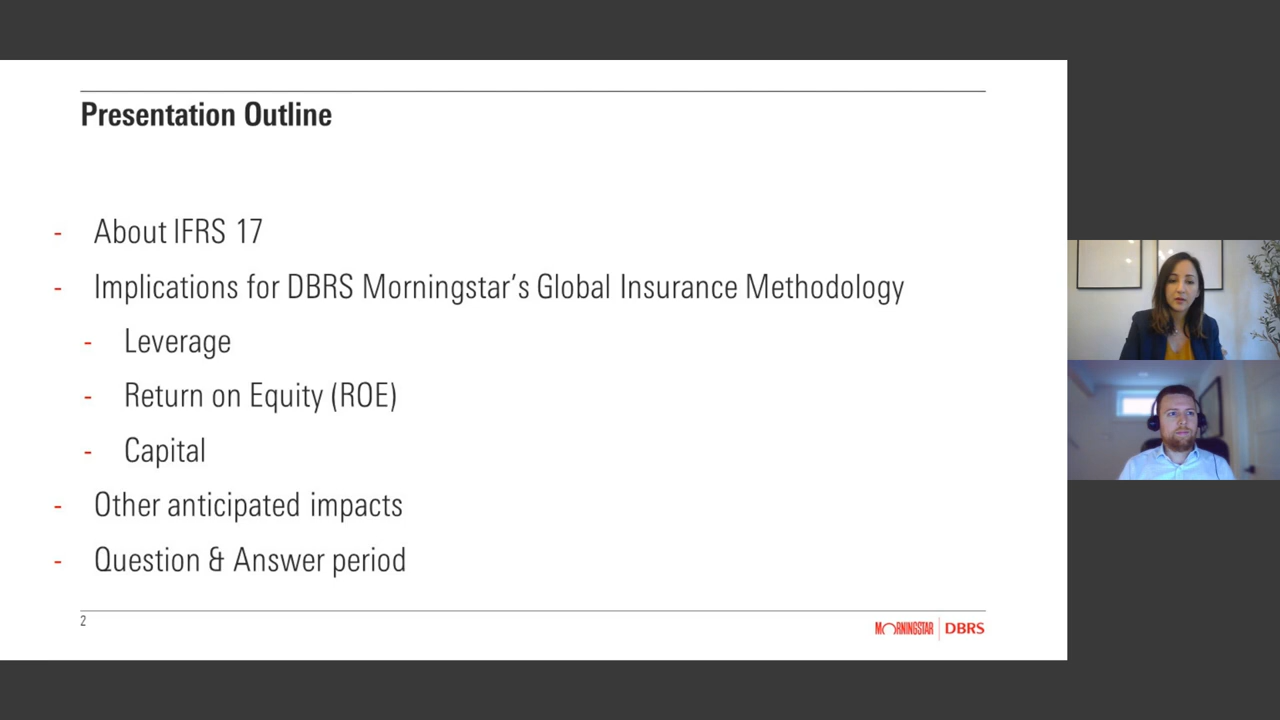 Presentation Outline
- About IFRS 17
- Implications for DBRS Morningstar's Global Insurance Methodology
- Leverage
- Return on Equity (ROE)
- Capital
- Other anticipated impacts
- Question & Answer period
2
MORNINGSTAR | DBRS